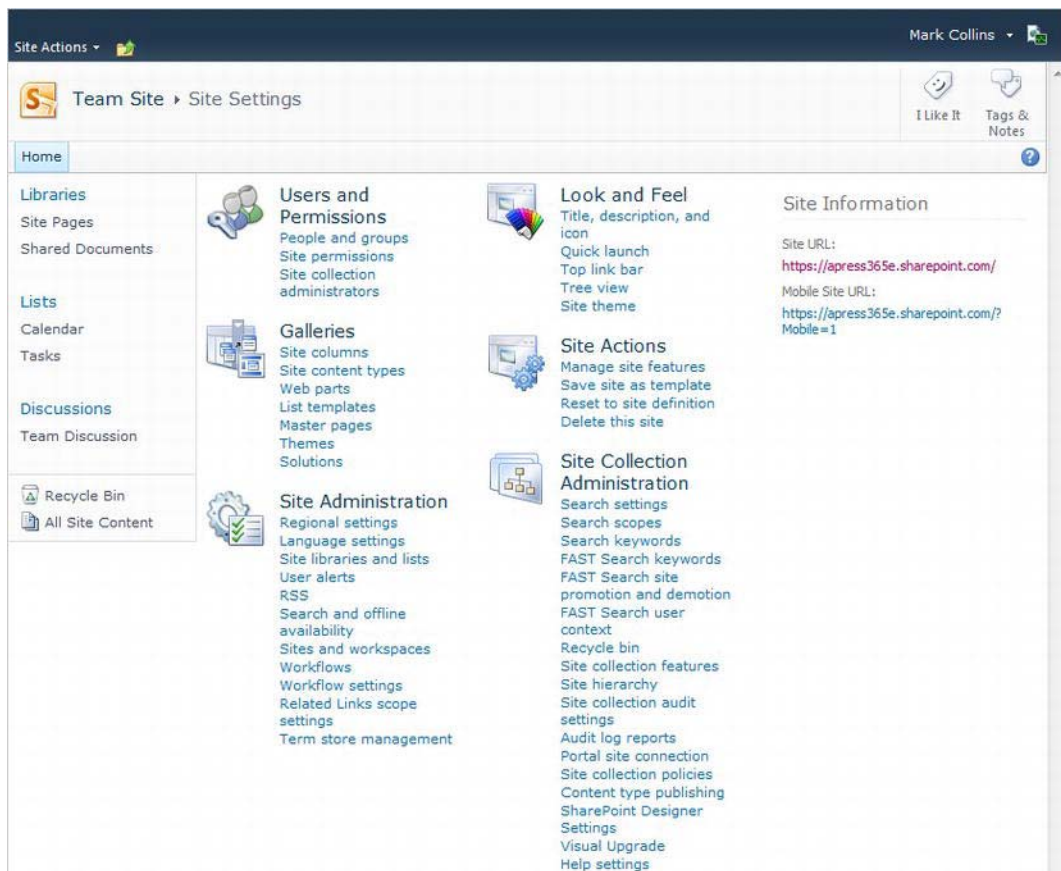 Site Actions
Mark Collins
Team Site ▸ Site Settings
I Like It
Tags &
Notes
Home
Libraries
Site Pages
Shared Documents
Lists
Calendar
Tasks
Discussions
Team Discussion
Recycle Bin
All Site Content
Users and
Permissions
People and groups
Site permissions
Site collection
administrators
Galleries
Site columns
Site content types
Web parts
List templates
Master pages
Themes
Solutions
Site Administration
Regional settings
Language settings
Site libraries and lists
User alerts
RSS
Search and offline
availability
Sites and workspaces
Workflows
Workflow settings
Related Links scope
settings
Term store management
Look and Feel
Title, description, and
icon
Quick launch
Top link bar
Tree view
Site theme
Site Actions
Manage site features
Save site as template
Reset to site definition
Delete this site
Site Collection
Administration
Search settings
Search scopes
Search keywords
FAST Search keywords
FAST Search site
promotion and demotion
FAST Search user
context
Recycle bin
Site collection features
Site hierarchy
Site collection audit
settings
Audit log reports
Portal site connection
Site collection policies
Content type publishing
SharePoint Designer
Settings
Visual Upgrade
Help settings
Site Information
Site URL:
https://apress365e.sharepoint.com/
Mobile Site URL:
https://apress365e.sharepoint.com/?
Mobile=1